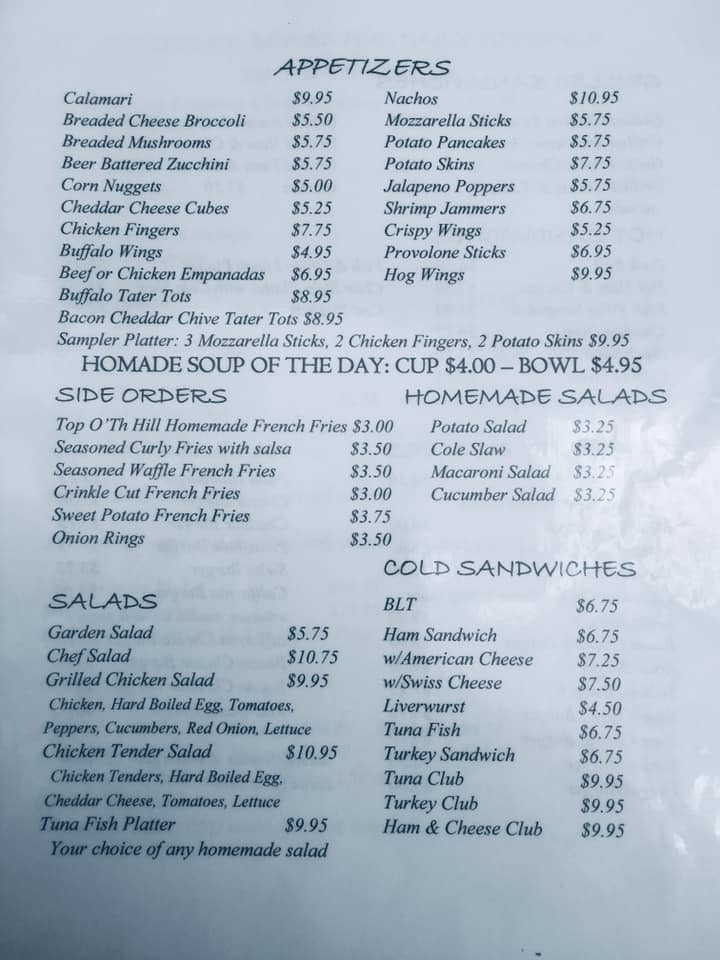 APPETIZERS
Calamari $9.95
Breaded Cheese Broccoli $5.50
Breaded Mushrooms $5.75
Beer Battered Zucchini $5.75
Corn Nuggets $5.00
Cheddar Cheese Cubes $5.25
Chicken Fingers $7.75
Buffalo Wings $4.95
Beef or Chicken Empanadas $6.95
Buffalo Tater Tots $8.95
Nachos $10.95
Mozzarella Sticks $5.75
Potato Pancakes $5.75
Potato Skins $7.75
Jalapeno Poppers $5.75
Shrimp Jammers $6.75
Crispy Wings $5.25
Provolone Sticks $6.95
Hog Wings $9.95
Bacon Cheddar Chive Tater Tots $8.95
Sampler Platter: 3 Mozzarella Sticks, 2 Chicken Fingers, 2 Potato Skins $9.95
HOMADE SOUP OF THE DAY: CUP $4.00 – BOWL $4.95
SIDE ORDERS
Top O'Th Hill Homemade French Fries $3.00
Seasoned Curly Fries with salsa $3.50
Seasoned Waffle French Fries $3.50
Crinkle Cut French Fries $3.00
Sweet Potato French Fries $3.75
Onion Rings $3.50
HOMEMADE SALADS
Potato Salad $3.25
Cole Slaw $3.25
Macaroni Salad $3.25
Cucumber Salad $3.25
SALADS
Garden Salad $5.75
Chef Salad $10.75
Grilled Chicken Salad $9.95
Chicken, Hard Boiled Egg, Tomatoes,
Peppers, Cucumbers, Red Onion, Lettuce
Chicken Tender Salad $10.95
Chicken Tenders, Hard Boiled Egg,
Cheddar Cheese, Tomatoes, Lettuce
Tuna Fish Platter $9.95
Your choice of any homemade salad
COLD SANDWICHES
BLT $6.75
Ham Sandwich $6.75
w/American Cheese $7.25
w/Swiss Cheese $7.50
Liverwurst $4.50
Tuna Fish $6.75
Turkey Sandwich $6.75
Tuna Club $9.95
Turkey Club $9.95
Ham & Cheese Club $9.95